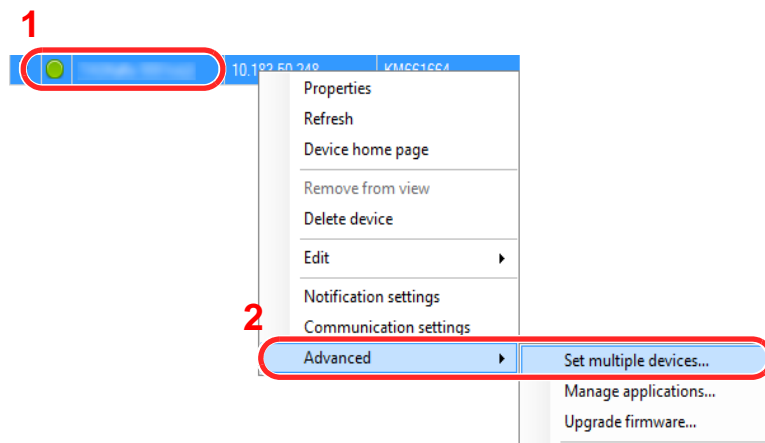 1
10.183.50.248 KM661664
Properties
Refresh
Device home page
Remove from view
Delete device
Edit
Notification settings
2
Communication settings
Advanced
Set multiple devices...
Manage applications...
Upgrade firmware...